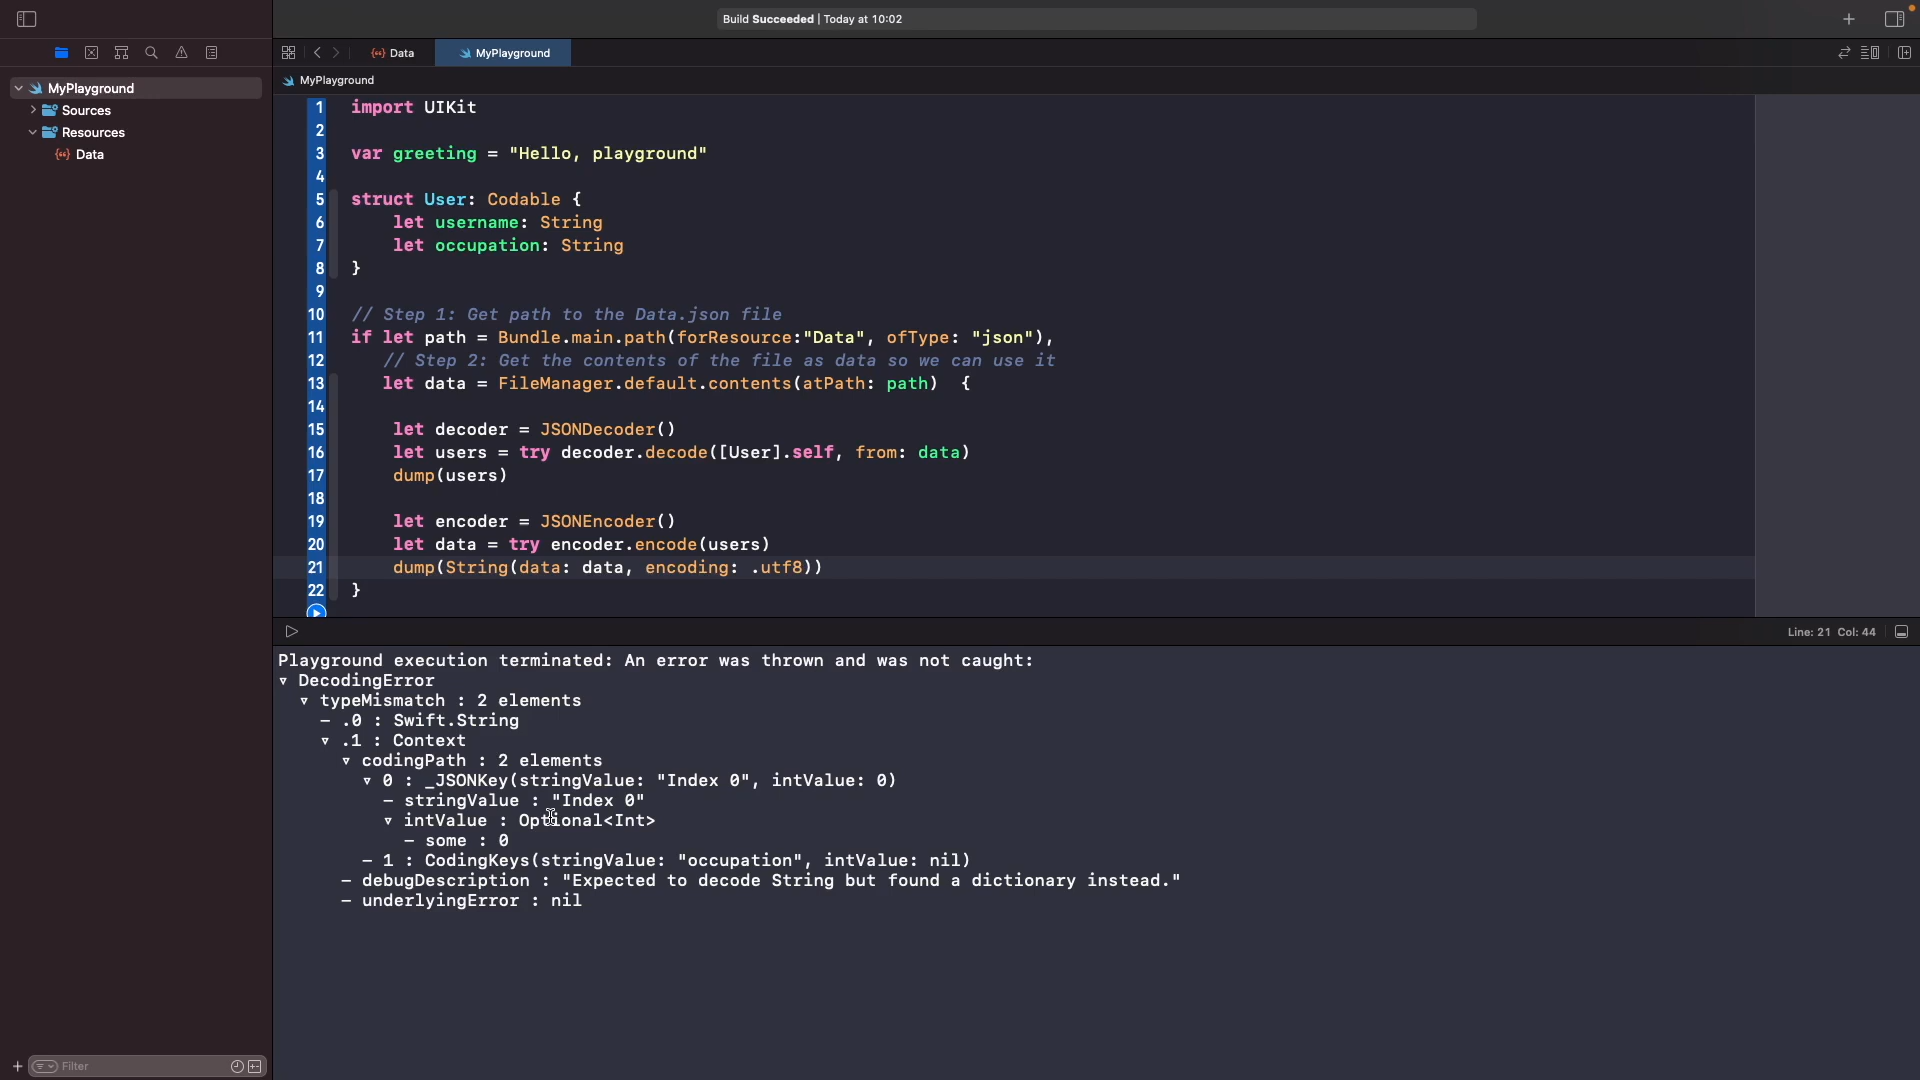 Build Succeeded | Today at 10:02
Data
MyPlayground
MyPlayground
MyPlayground
Sources
Resources
Data
1 import UIKit
2
3 var greeting = "Hello, playground"
4
5 struct User: Codable {
6 let username: String
7 let occupation: String
8 }
9
10 // Step 1: Get path to the Data.json file
11 if let path = Bundle.main.path(forResource:"Data", ofType: "json"),
12 // Step 2: Get the contents of the file as data so we can use it
13 let data = FileManager.default.contents(atPath: path)  {
14
15 let decoder = JSONDecoder()
16 let users = try decoder.decode([User].self, from: data)
17 dump(users)
18
19 let encoder = JSONEncoder()
20 let data = try encoder.encode(users)
21 dump(String(data: data, encoding: .utf8))
22 }
Line: 21 Col: 44
Playground execution terminated: An error was thrown and was not caught:
▿ DecodingError
▿ typeMismatch : 2 elements
- .0 : Swift.String
▿ .1 : Context
▿ codingPath : 2 elements
▿ 0 : _JSONKey(stringValue: "Index 0", intValue: 0)
- stringValue : "Index 0"
▿ intValue : Optional<Int>
- some : 0
- 1 : CodingKeys(stringValue: "occupation", intValue: nil)
- debugDescription : "Expected to decode String but found a dictionary instead."
- underlyingError : nil
Filter